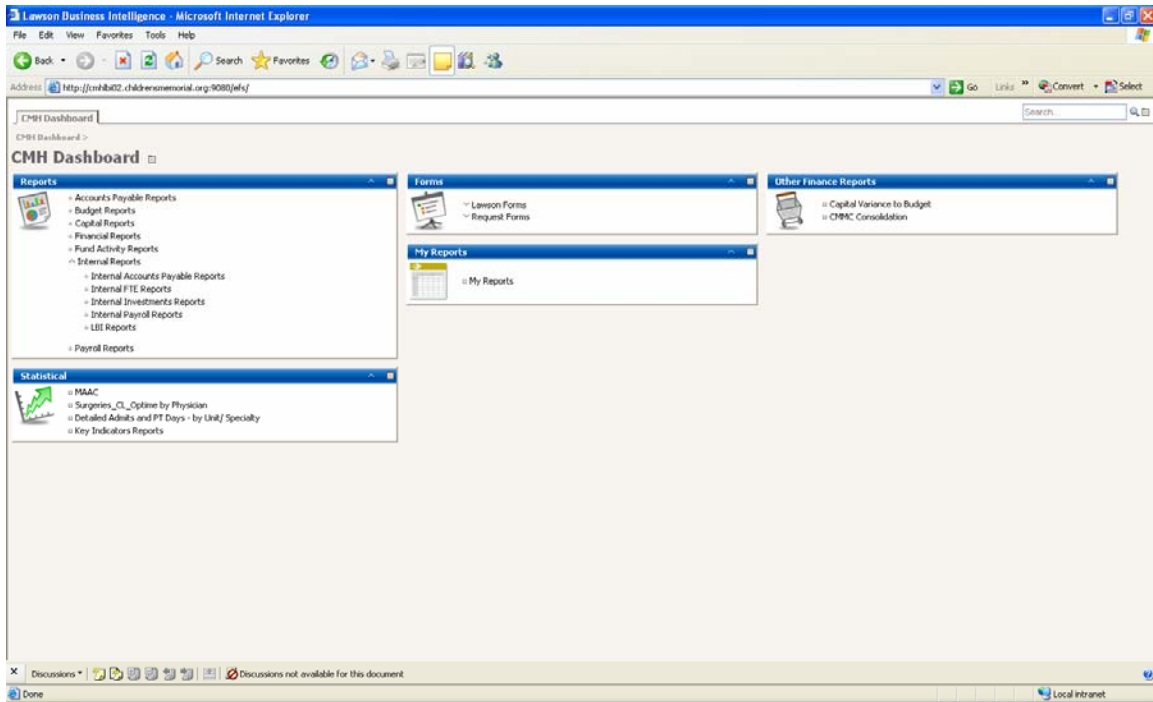 Lawson Business Intelligence - Microsoft Internet Explorer
File Edit View Favorites Tools Help
Back Search Favorites
Address http://cmhlbi02.childrensmemorial.org:9080/efs/ Go Links » Convert Select
CMH Dashboard Search...
CMH Dashboard >
CMH Dashboard
Reports
Accounts Payable Reports
Budget Reports
Capital Reports
Financial Reports
Fund Activity Reports
Internal Reports
Internal Accounts Payable Reports
Internal FTE Reports
Internal Investments Reports
Internal Payroll Reports
LBI Reports
Payroll Reports
Statistical
MAAC
Surgeries_CL_Optime by Physician
Detailed Admits and PT Days - by Unit/ Specialty
Key Indicators Reports
Forms
Lawson Forms
Request Forms
My Reports
My Reports
Other Finance Reports
Capital Variance to Budget
CMMC Consolidation
Discussions Discussions not available for this document
Done Local intranet